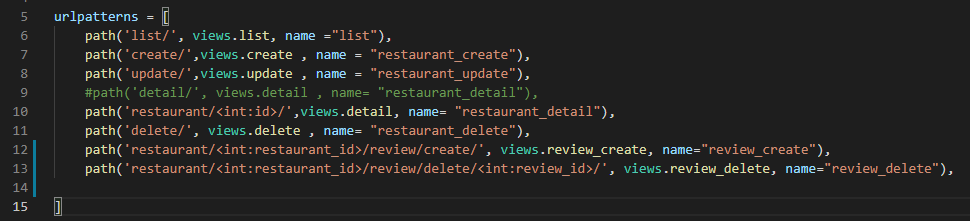 5 urlpatterns = [
6 path('list/', views.list, name ="list"),
7 path('create/',views.create , name = "restaurant_create"),
8 path('update/',views.update , name = "restaurant_update"),
9 #path('detail/', views.detail , name= "restaurant_detail"),
10 path('restaurant/<int:id>/',views.detail, name= "restaurant_detail"),
11 path('delete/', views.delete , name= "restaurant_delete"),
12 path('restaurant/<int:restaurant_id>/review/create/', views.review_create, name="review_create"),
13 path('restaurant/<int:restaurant_id>/review/delete/<int:review_id>/', views.review_delete, name="review_delete"),
14
15 ]